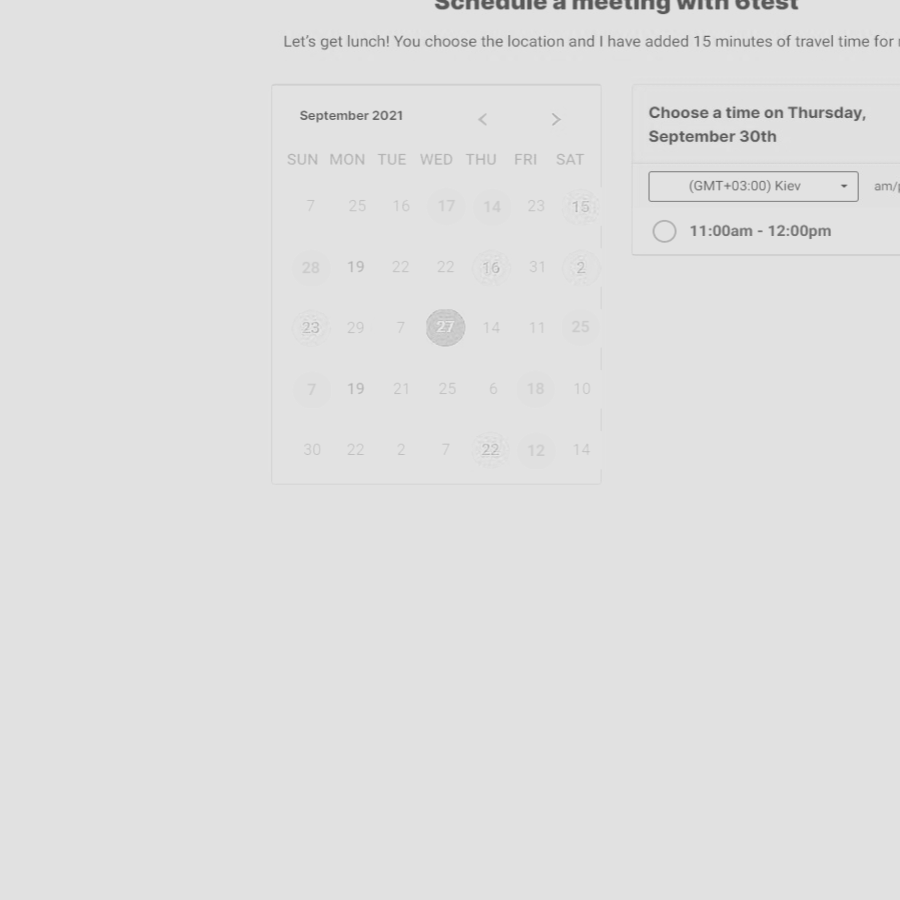 Schedule a meeting with 6test
Let's get lunch! You choose the location and I have added 15 minutes of travel time for
September 2021
SUN MON TUE WED THU FRI SAT
7 25 16 17 14 23 15
28 19 22 22 16 31 2
23 29 7 27 14 11 25
7 19 21 25 6 18 10
30 22 2 7 22 12 14
Choose a time on Thursday,
September 30th
(GMT+03:00) Kiev am/
11:00am - 12:00pm